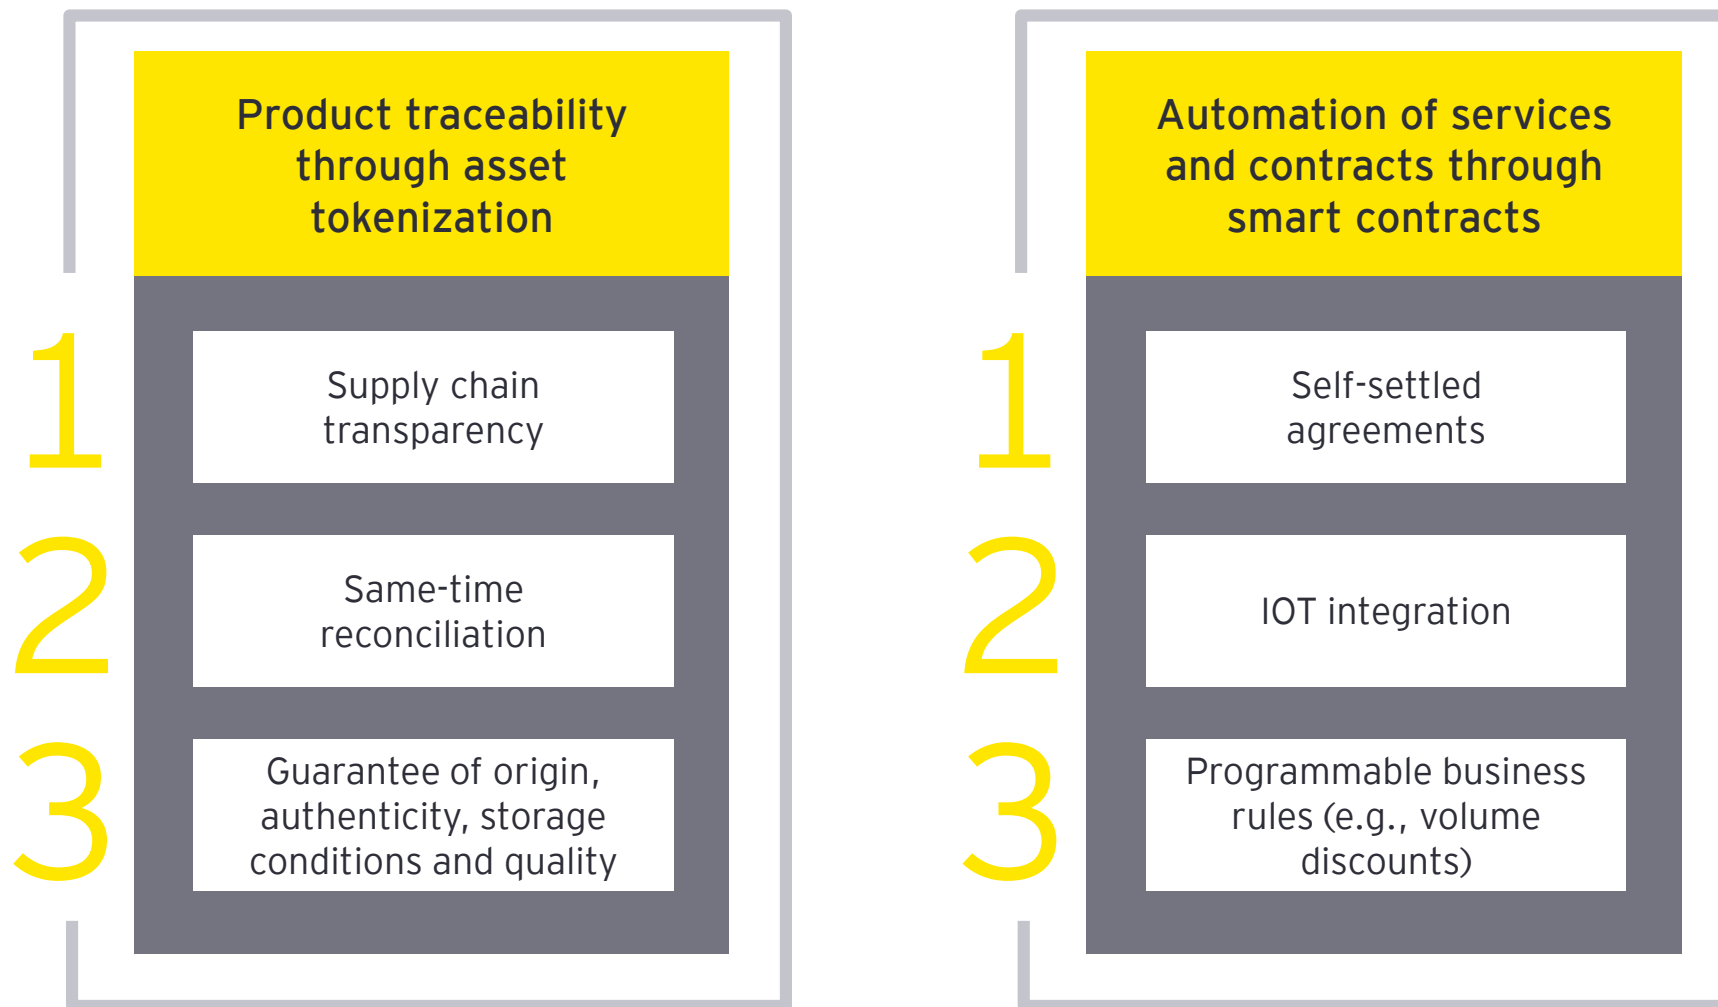 Product traceability
through asset
tokenization
1
Supply chain
transparency
2
Same-time
reconciliation
3
Guarantee of origin,
authenticity, storage
conditions and quality
Automation of services
and contracts through
smart contracts
1
Self-settled
agreements
2
IOT integration
3
Programmable business
rules (e.g., volume
discounts)